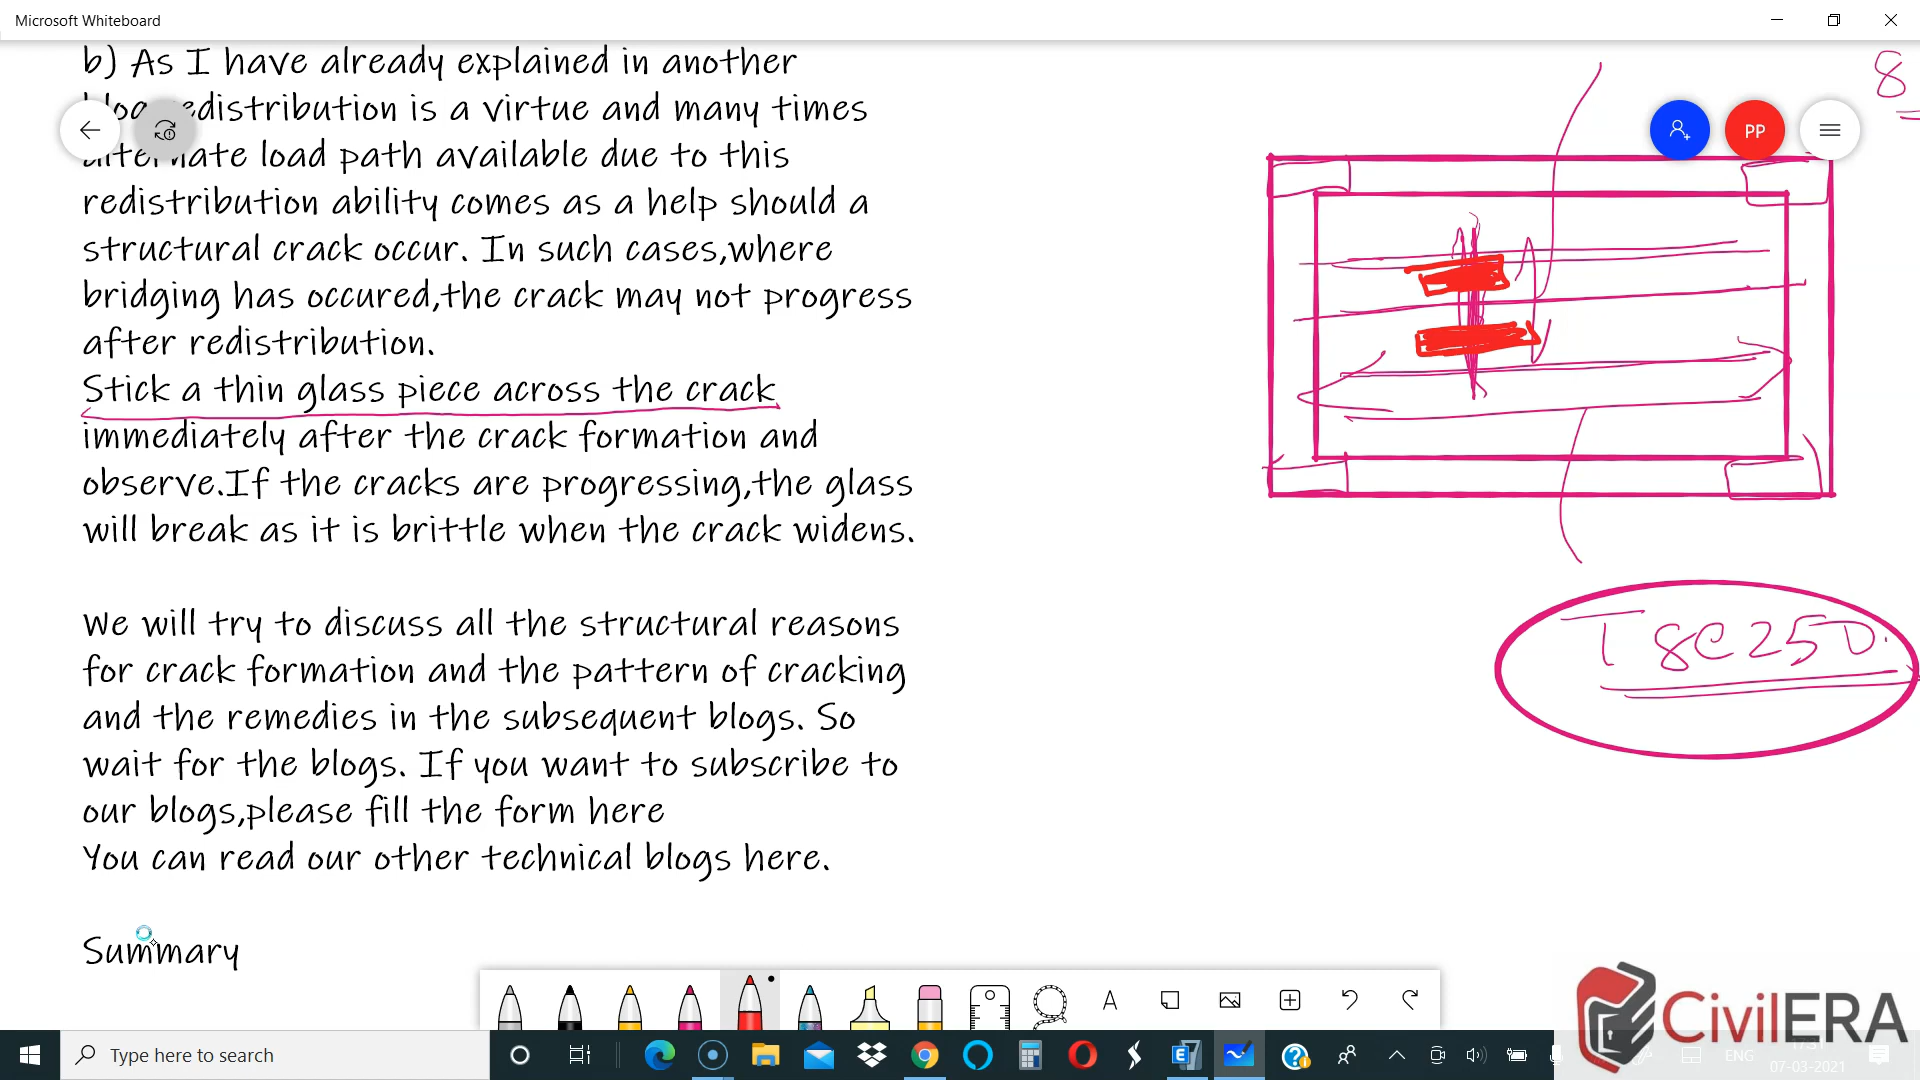 Microsoft Whiteboard
b) As I have already explained in another
redistribution is a virtue and many times
alternate load path available due to this
redistribution ability comes as a help should a
structural crack occur. In such cases,where
bridging has occured,the crack may not progress
after redistribution.
Stick a thin glass piece across the crack
immediately after the crack formation and
observe.If the cracks are progressing,the glass
will break as it is brittle when the crack widens.
We will try to discuss all the structural reasons
for crack formation and the pattern of cracking
and the remedies in the subsequent blogs. So
wait for the blogs. If you want to subscribe to
our blogs,please fill the form here
You can read our other technical blogs here.
Summary
8
PP
T8C25D.
A
CivilERA
Type here to search
ENG
07-03-2021